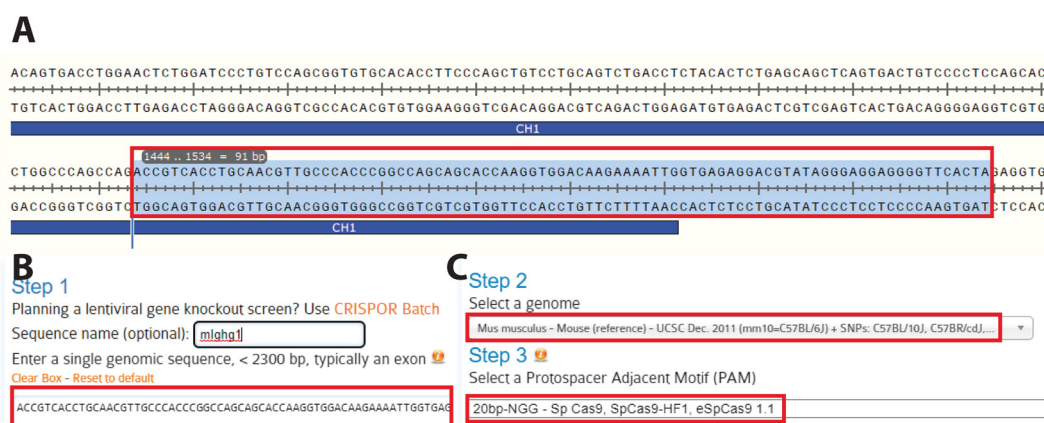 A
ACAGTGACCTGGAACTCTGGATCCCTGTCCAGCGGTGTGCACACCTTCCCAGCTGTCCTGCAGTCTGACCTCTACACTCTGAGCAGCTCAGTGACTGTCCCCTCCAGCAC
TGTCACTGGACCTTGAGACCTAGGGACAGGTCGCCACACGTGTGGAAGGGTCGACAGGACGTCAGACTGGAGATGTGAGACTCGTCGAGTCACTGACAGGGGAGGTCGTG
CH1
1444 .. 1534 = 91 bp
CTGGCCCAGCCAGACCGTCACCTGCAACGTTGCCCACCCGGCCAGCAGCACCAAGGTGGACAAGAAAATTGGTGAGAGGACGTATAGGGAGGAGGGGTTCACTAGAGGTG
GACCGGGTCGGTCTGGCAGTGGACGTTGCAACGGGTGGGCCGGTCGTCGTGGTTCCACCTGTTCTTTTAACCACTCTCCTGCATATCCCTCCTCCCCAAGTGATCTCCAC
CH1
B
Step 1
Planning a lentiviral gene knockout screen? Use CRISPOR Batch
Sequence name (optional): mIghg1
Enter a single genomic sequence, < 2300 bp, typically an exon
Clear Box - Reset to default
ACCGTCACCTGCAACGTTGCCCACCCGGCCAGCAGCACCAAGGTGGACAAGAAAATTGGTGAG
C
Step 2
Select a genome
Mus musculus - Mouse (reference) - UCSC Dec. 2011 (mm10=C57BL/6J) + SNPs: C57BL/10J, C57BR/cdJ,...
Step 3
Select a Protospacer Adjacent Motif (PAM)
20bp-NGG - Sp Cas9, SpCas9-HF1, eSpCas9 1.1